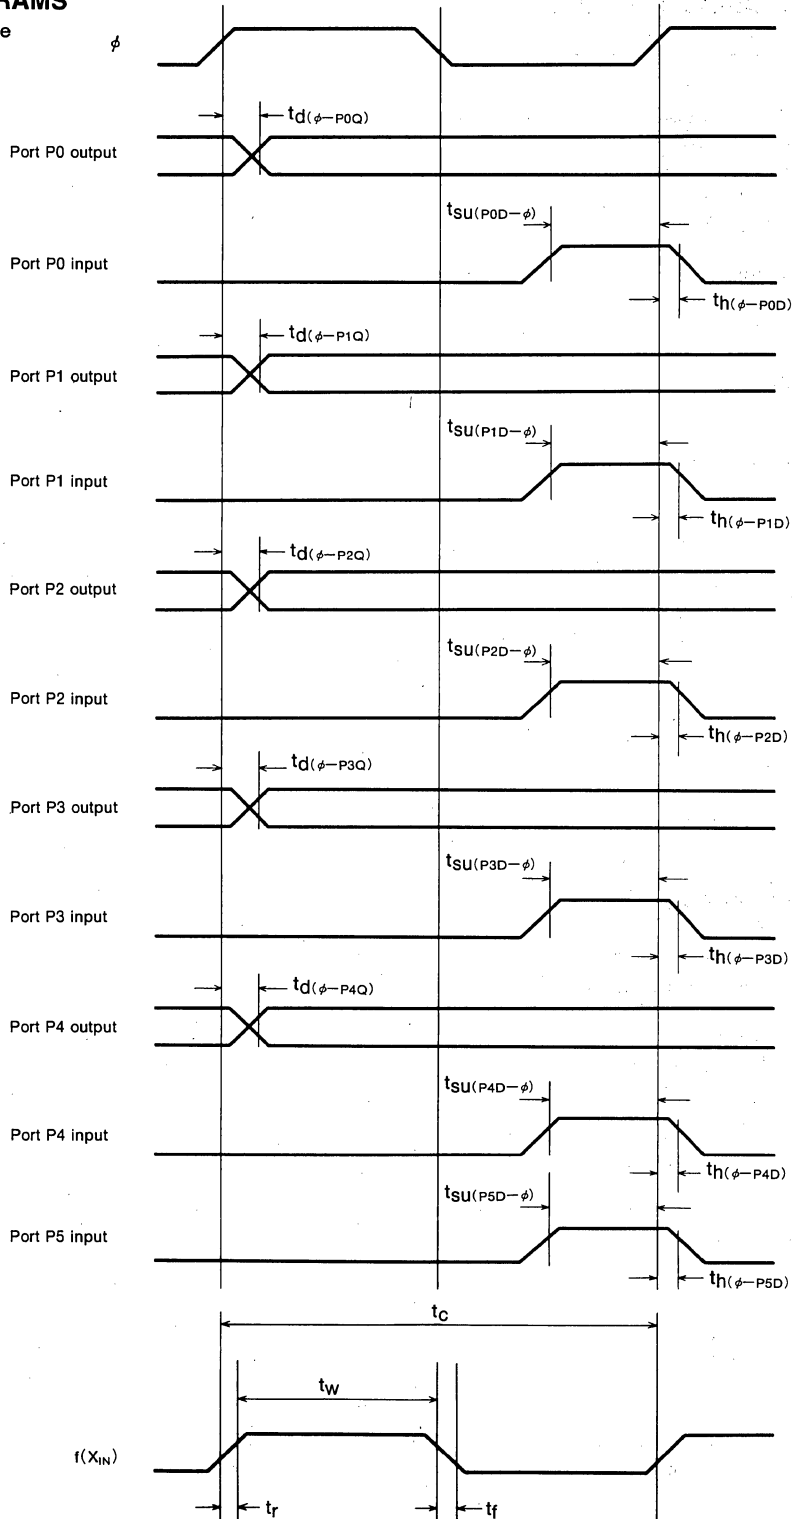 RAMS
e
φ
td(φ−P0Q)
Port P0 output
tsu(P0D−φ)
Port P0 input
th(φ−P0D)
td(φ−P1Q)
Port P1 output
tsu(P1D−φ)
Port P1 input
th(φ−P1D)
td(φ−P2Q)
Port P2 output
tsu(P2D−φ)
Port P2 input
th(φ−P2D)
td(φ−P3Q)
Port P3 output
tsu(P3D−φ)
Port P3 input
th(φ−P3D)
td(φ−P4Q)
Port P4 output
tsu(P4D−φ)
Port P4 input
th(φ−P4D)
tsu(P5D−φ)
Port P5 input
th(φ−P5D)
tC
tW
f(XIN)
tr
tf